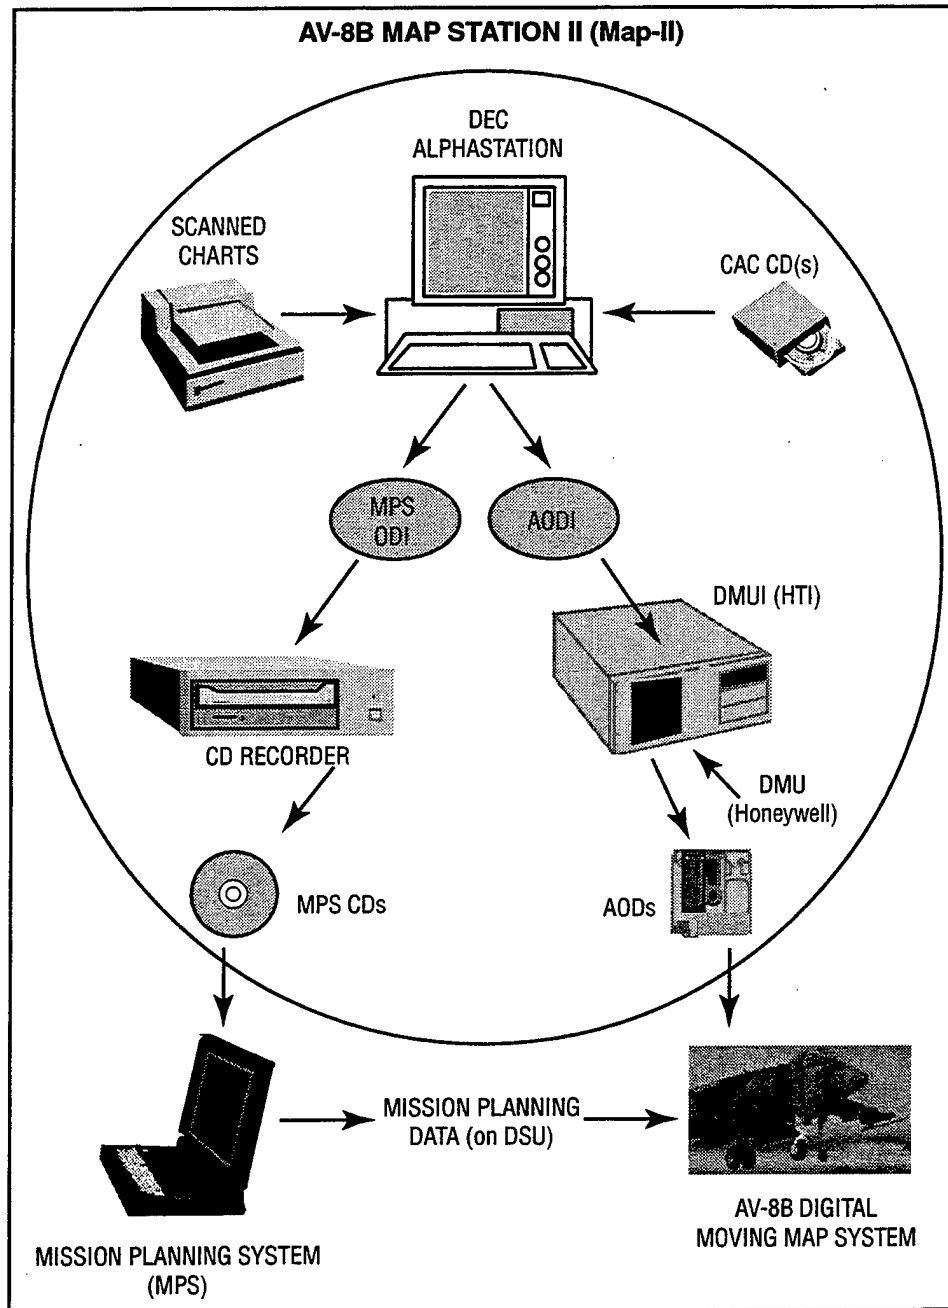 AV-8B MAP STATION II (Map-II)
DEC
ALPHASTATION
SCANNED
CHARTS
CAC CD(s)
MPS
ODI
AODI
DMUI (HTI)
CD RECORDER
DMU
(Honeywell)
MPS CDs
AODs
MISSION PLANNING
DATA (on DSU)
MISSION PLANNING SYSTEM
(MPS)
AV-8B DIGITAL
MOVING MAP SYSTEM